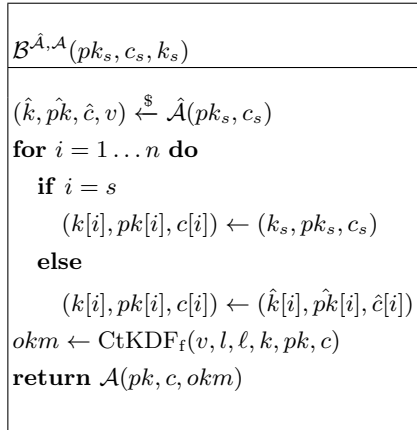 𝓑^{𝒜̂,𝒜}(pk_s, c_s, k_s)
(k̂, p̂k, ĉ, v) ←$ 𝒜̂(pk_s, c_s)
for i = 1 … n do
if i = s
(k[i], pk[i], c[i]) ← (k_s, pk_s, c_s)
else
(k[i], pk[i], c[i]) ← (k̂[i], p̂k[i], ĉ[i])
okm ← CtKDF_f(v, l, ℓ, k, pk, c)
return 𝒜(pk, c, okm)